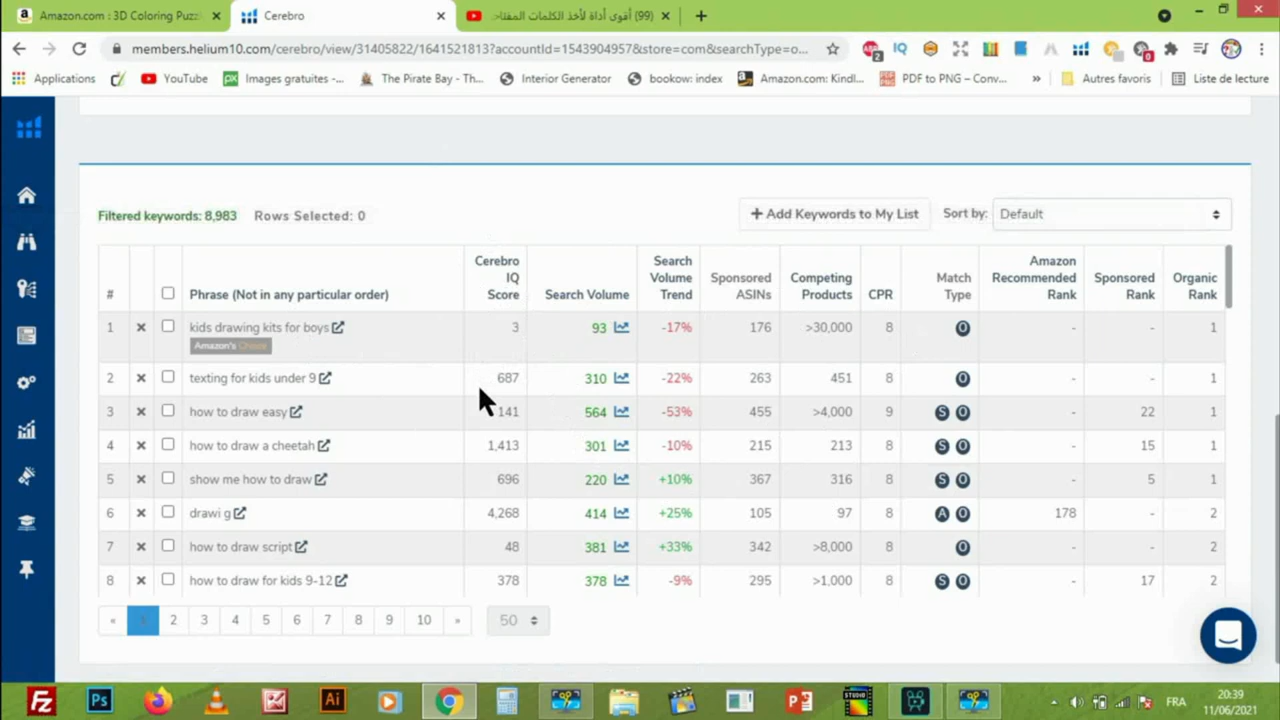 Amazon.com : 3D Coloring Puzz
Cerebro
(99) أقوى أداة لأخذ الكلمات المفتاح
members.helium10.com/cerebro/view/31405822/1641521813?accountId=1543904957&store=com&searchType=o...
Applications
YouTube
Images gratuites -...
The Pirate Bay - Th...
Interior Generator
bookow: index
Amazon.com: Kindl...
PDF to PNG – Conv...
»
Autres favoris
Liste de lecture
Filtered keywords: 8,983 Rows Selected: 0
+ Add Keywords to My List
Sort by: Default
# Phrase (Not in any particular order) Cerebro IQ Score Search Volume Search Volume Trend Sponsored ASINs Competing Products CPR Match Type Amazon Recommended Rank Sponsored Rank Organic Rank
1 kids drawing kits for boys 3 93 -17% 176 >30,000 8 O - - 1
Amazon's Choice
2 texting for kids under 9 687 310 -22% 263 451 8 O - - 1
3 how to draw easy 141 564 -53% 455 >4,000 9 S O - 22 1
4 how to draw a cheetah 1,413 301 -10% 215 213 8 S O - 15 1
5 show me how to draw 696 220 +10% 367 316 8 S O - 5 1
6 drawi g 4,268 414 +25% 105 97 8 A O 178 - 2
7 how to draw script 48 381 +33% 342 >8,000 8 O - - 2
8 how to draw for kids 9-12 378 378 -9% 295 >1,000 8 S O - 17 2
« 1 2 3 4 5 6 7 8 9 10 » 50
Fz
Ps
Ai
STUDIO
FRA
20:39
11/06/2021